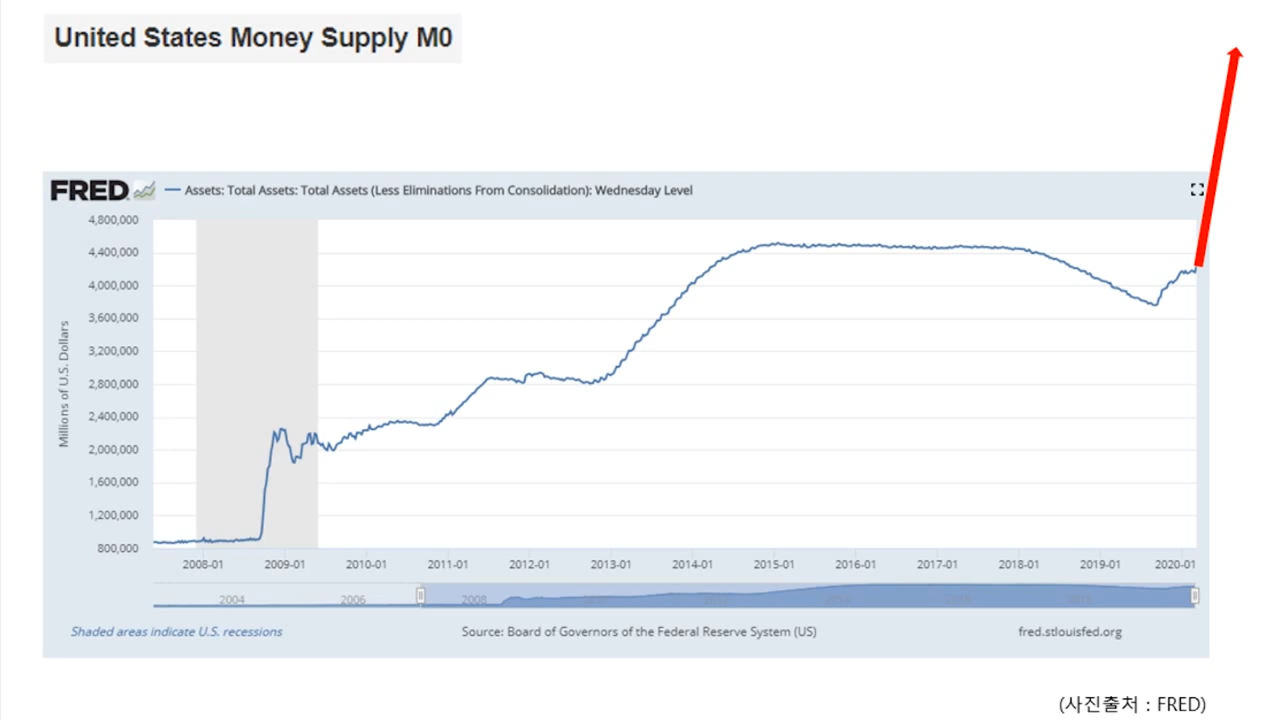 United States Money Supply M0
FRED Assets: Total Assets: Total Assets (Less Eliminations From Consolidation): Wednesday Level
Millions of U.S. Dollars
4,800,000
4,400,000
4,000,000
3,600,000
3,200,000
2,800,000
2,400,000
2,000,000
1,600,000
1,200,000
800,000
2008-01 2009-01 2010-01 2011-01 2012-01 2013-01 2014-01 2015-01 2016-01 2017-01 2018-01 2019-01 2020-01
2004 2006 2008
Shaded areas indicate U.S. recessions Source: Board of Governors of the Federal Reserve System (US) fred.stlouisfed.org
(사진출처 : FRED)